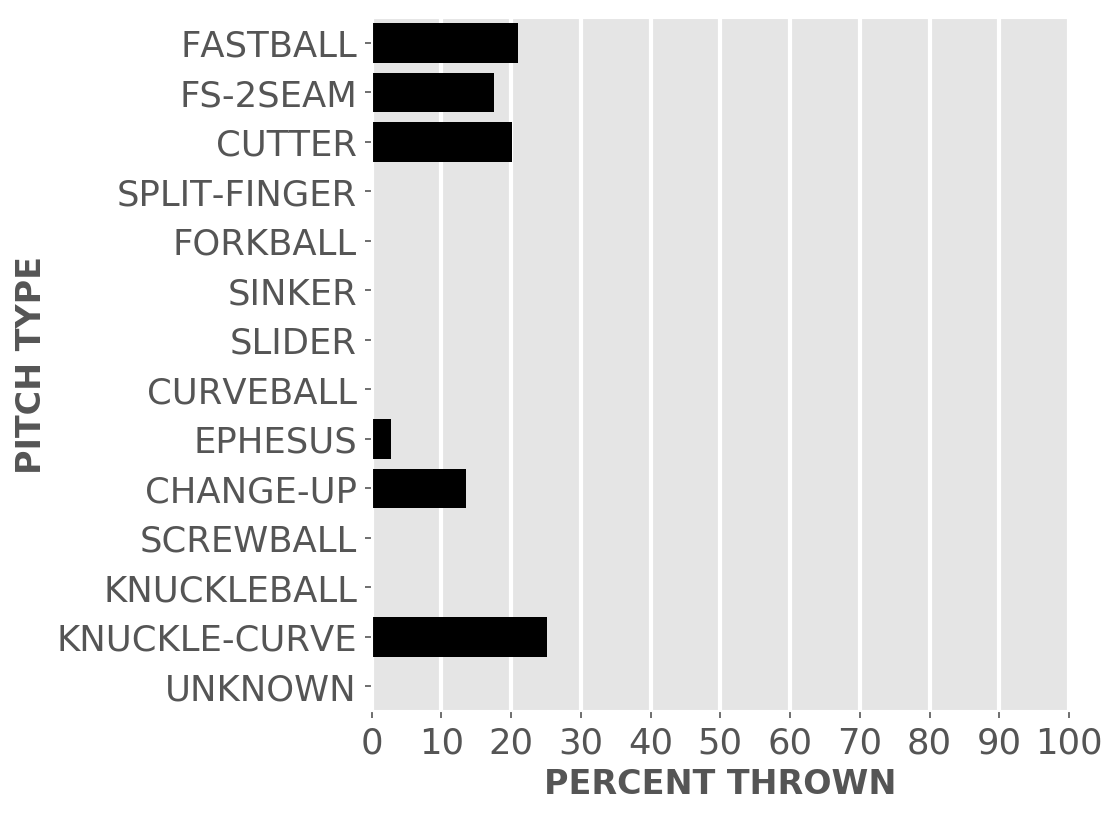 FASTBALL
FS-2SEAM
CUTTER
SPLIT-FINGER
FORKBALL
SINKER
SLIDER
CURVEBALL
EPHESUS
CHANGE-UP
SCREWBALL
KNUCKLEBALL
KNUCKLE-CURVE
UNKNOWN
PITCH TYPE
0 10 20 30 40 50 60 70 80 90 100
PERCENT THROWN